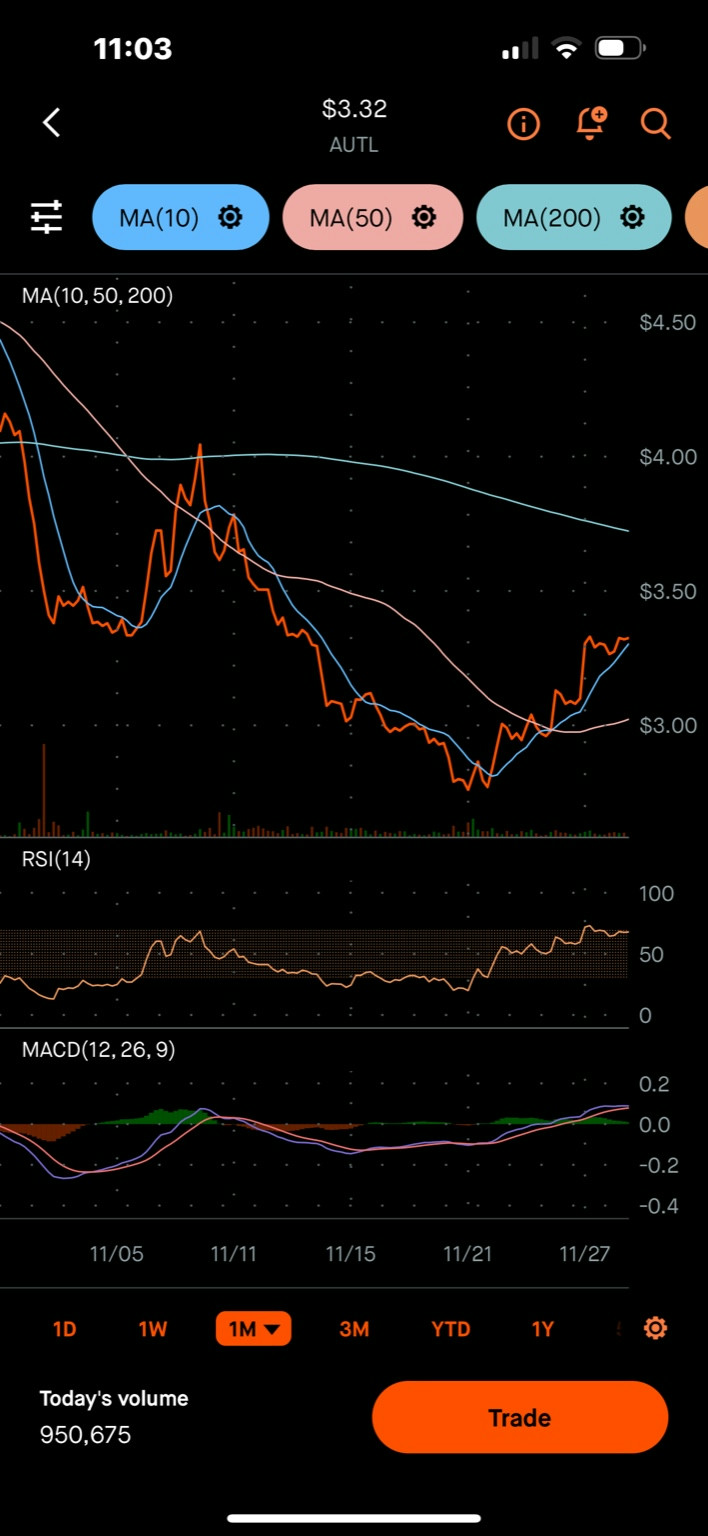 11:03
$3.32
AUTL
MA(10) MA(50) MA(200)
MA(10, 50, 200)
$4.50
$4.00
$3.50
$3.00
RSI(14)
100
50
0
MACD(12, 26, 9)
0.2
0.0
-0.2
-0.4
11/05 11/11 11/15 11/21 11/27
1D 1W 1M 3M YTD 1Y
Today's volume
950,675
Trade